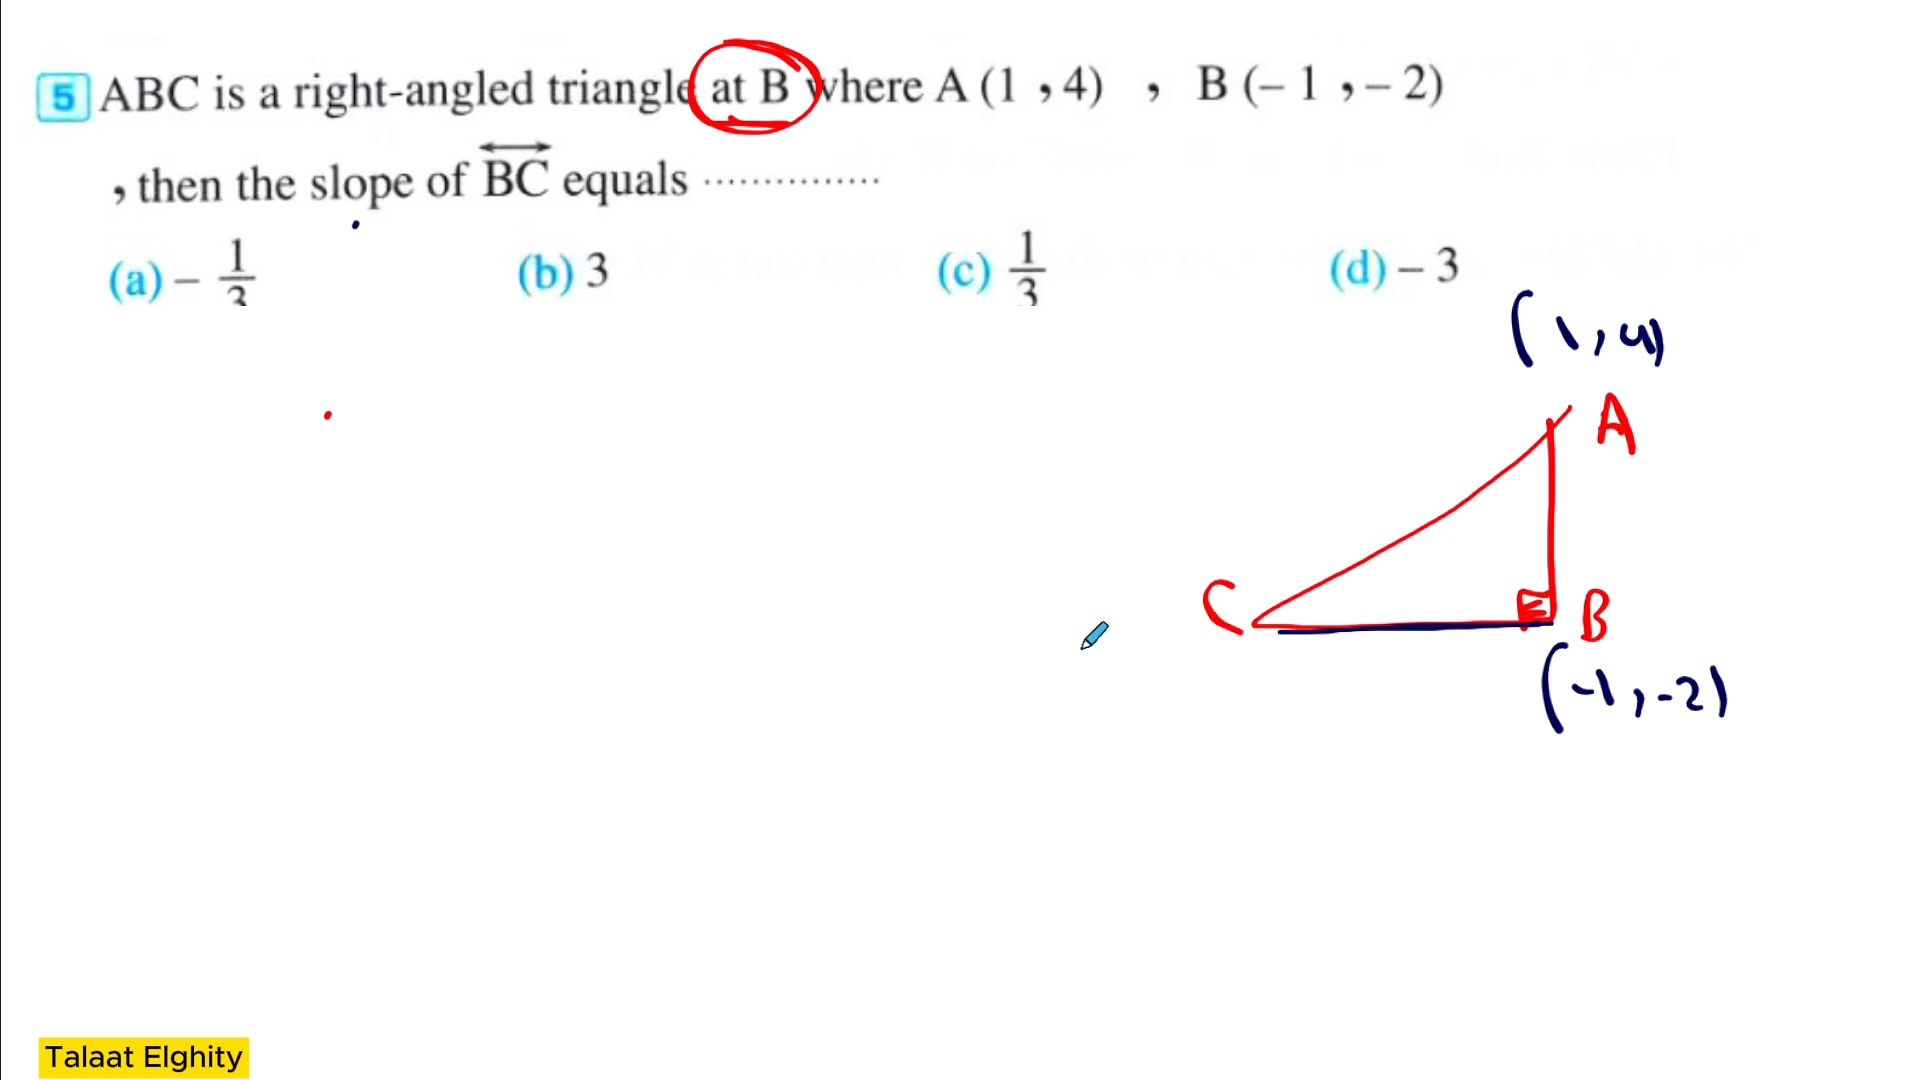 5 ABC is a right-angled triangle at B where A (1 , 4) , B (– 1 , – 2)
, then the slope of BC equals ...............
(a) – 1/3 (b) 3 (c) 1/3 (d) – 3
(1,4)
A
C
B
(-1,-2)
Talaat Elghity